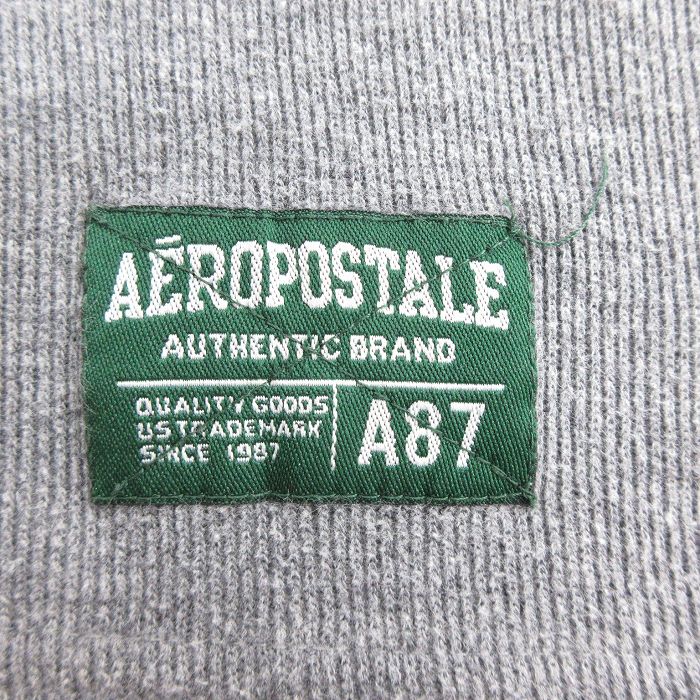 AÉROPOSTALE
AUTHENTIC BRAND
QUALITY GOODS
US TRADEMARK
SINCE 1987
A87